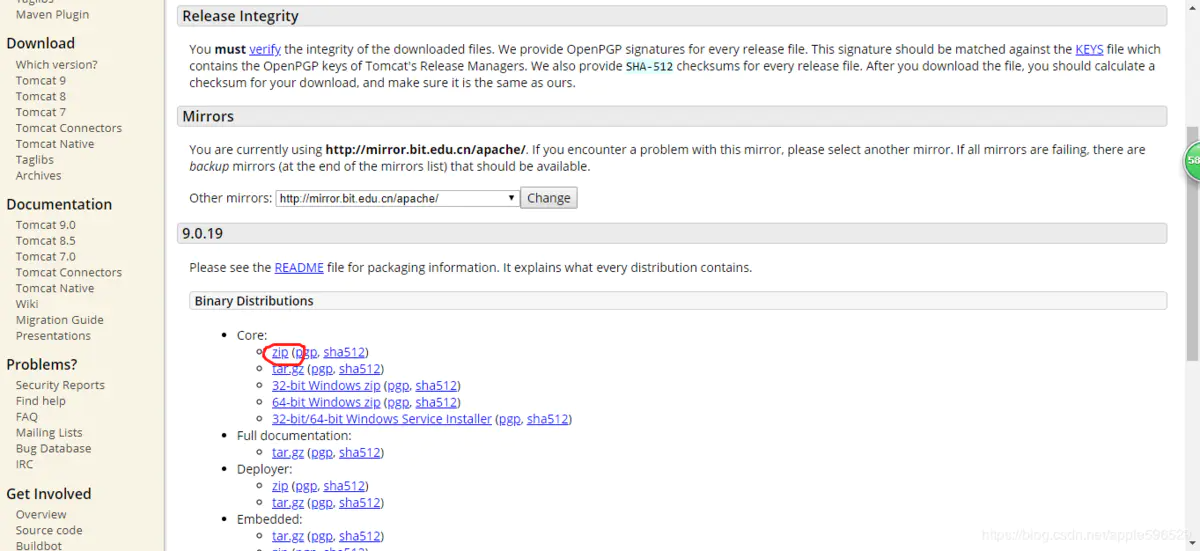 Taglibs
Maven Plugin
Download
Which version?
Tomcat 9
Tomcat 8
Tomcat 7
Tomcat Connectors
Tomcat Native
Taglibs
Archives
Documentation
Tomcat 9.0
Tomcat 8.5
Tomcat 7.0
Tomcat Connectors
Tomcat Native
Wiki
Migration Guide
Presentations
Problems?
Security Reports
Find help
FAQ
Mailing Lists
Bug Database
IRC
Get Involved
Overview
Source code
Buildbot
Release Integrity
You must verify the integrity of the downloaded files. We provide OpenPGP signatures for every release file. This signature should be matched against the KEYS file which
contains the OpenPGP keys of Tomcat's Release Managers. We also provide SHA-512 checksums for every release file. After you download the file, you should calculate a
checksum for your download, and make sure it is the same as ours.
Mirrors
You are currently using http://mirror.bit.edu.cn/apache/. If you encounter a problem with this mirror, please select another mirror. If all mirrors are failing, there are
backup mirrors (at the end of the mirrors list) that should be available.
Other mirrors: http://mirror.bit.edu.cn/apache/ Change
9.0.19
Please see the README file for packaging information. It explains what every distribution contains.
Binary Distributions
Core:
zip (pgp, sha512)
tar.gz (pgp, sha512)
32-bit Windows zip (pgp, sha512)
64-bit Windows zip (pgp, sha512)
32-bit/64-bit Windows Service Installer (pgp, sha512)
Full documentation:
tar.gz (pgp, sha512)
Deployer:
zip (pgp, sha512)
tar.gz (pgp, sha512)
Embedded:
tar.gz (pgp, sha512)
zip (pgp, sha512)
58